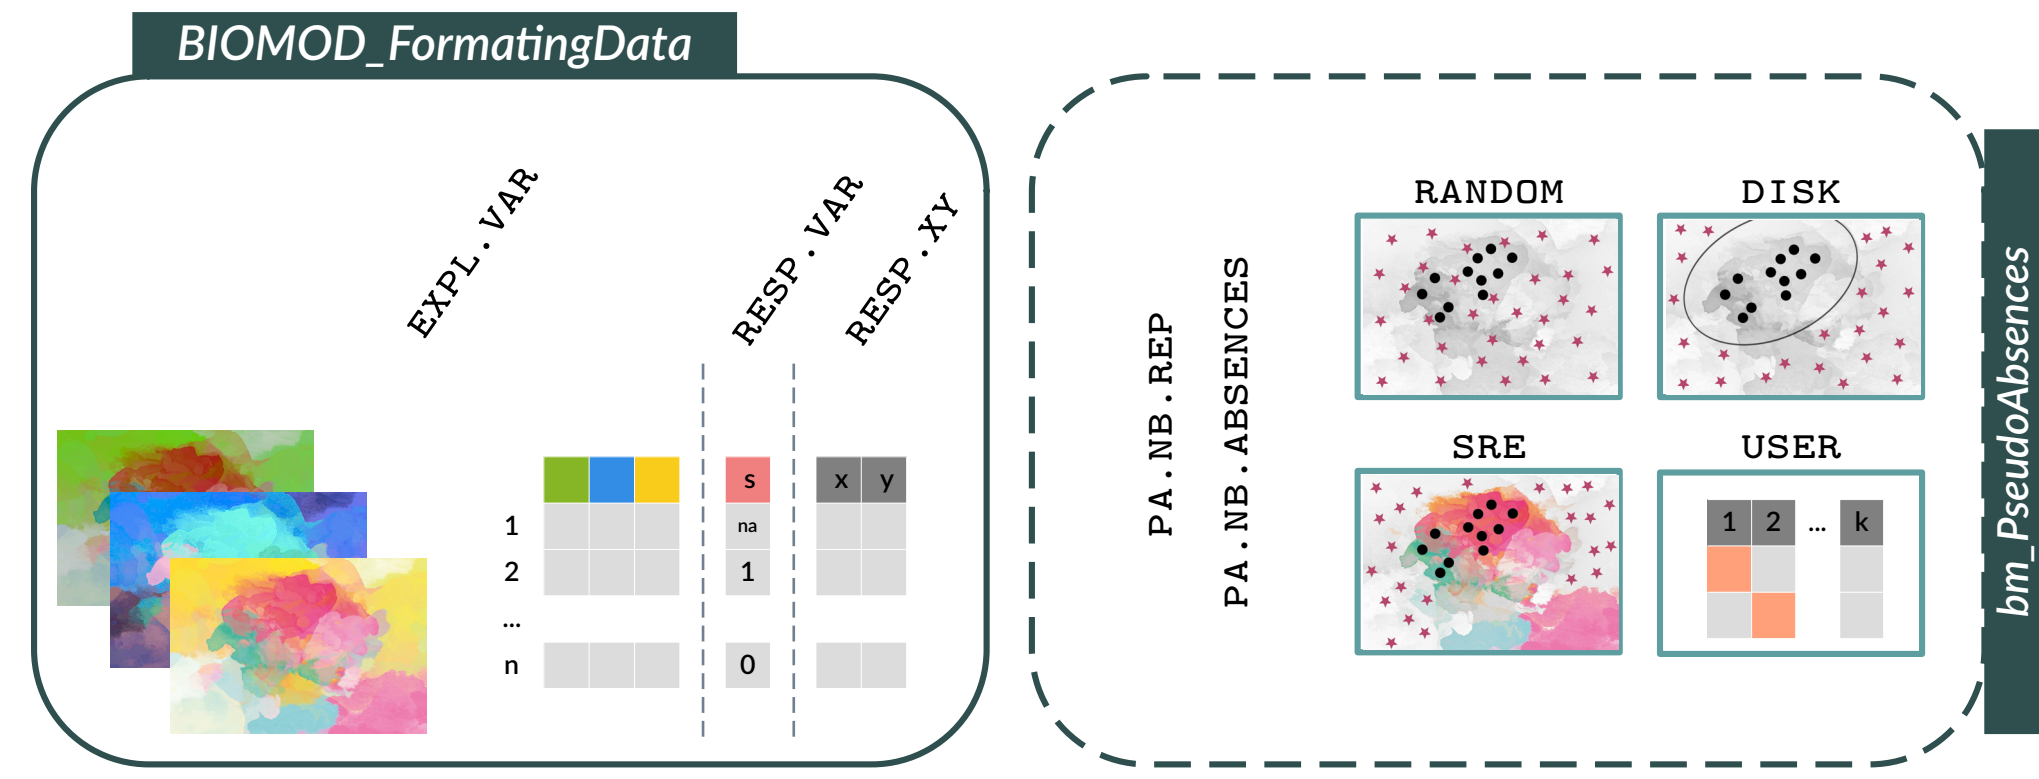 BIOMOD_FormatingData
EXPL.VAR
RESP.VAR
RESP.XY
s
x y
1
na
2
1
...
n
0
PA.NB.REP
PA.NB.ABSENCES
RANDOM
DISK
SRE
USER
1 2 ... k
bm_PseudoAbsences